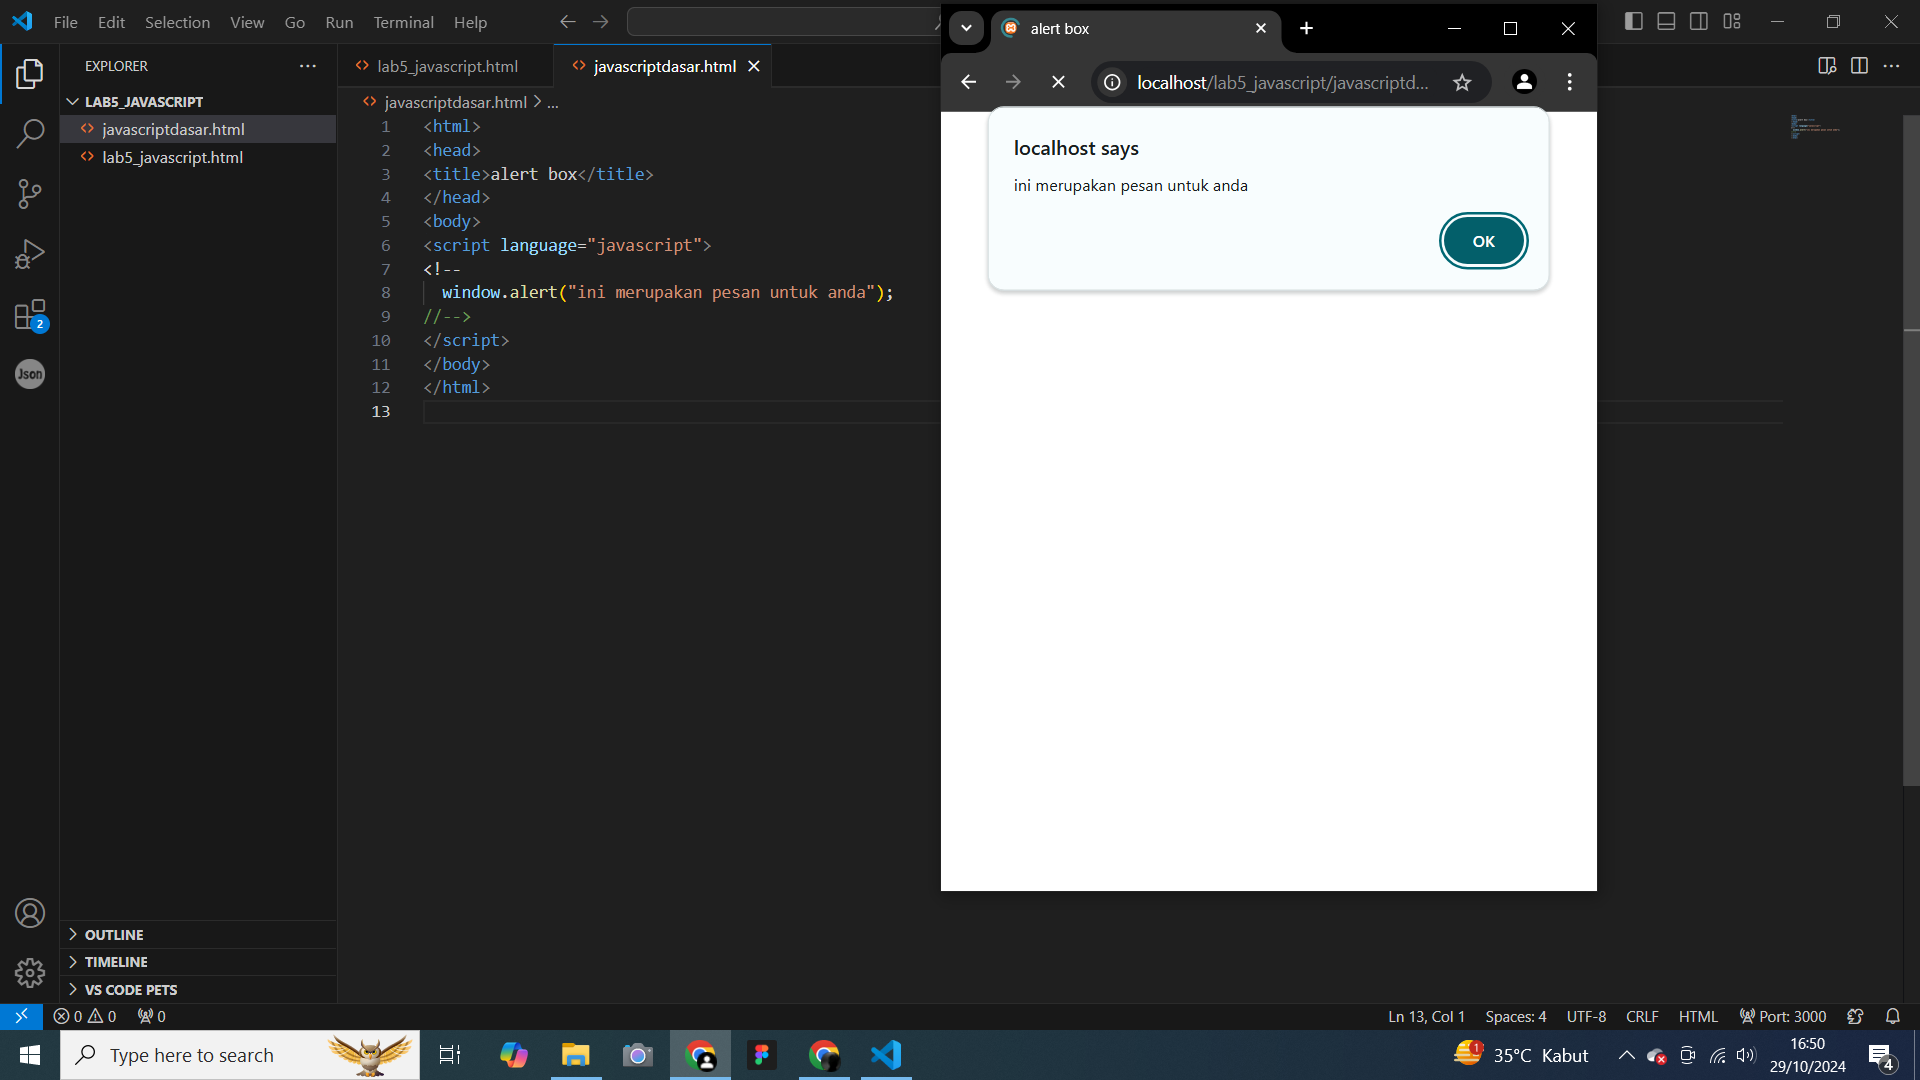 File Edit Selection View Go Run Terminal Help
EXPLORER
LAB5_JAVASCRIPT
javascriptdasar.html
lab5_javascript.html
OUTLINE
TIMELINE
VS CODE PETS
2
Json
lab5_javascript.html javascriptdasar.html
javascriptdasar.html > ...
1 <html>
2 <head>
3 <title>alert box</title>
4 </head>
5 <body>
6 <script language="javascript">
7 <!--
8 window.alert("ini merupakan pesan untuk anda");
9 //-->
10 </script>
11 </body>
12 </html>
13
alert box
localhost/lab5_javascript/javascriptd...
localhost says
ini merupakan pesan untuk anda
OK
0 0 0
Ln 13, Col 1 Spaces: 4 UTF-8 CRLF HTML Port: 3000
Type here to search
1
35°C Kabut
16:50
29/10/2024
4